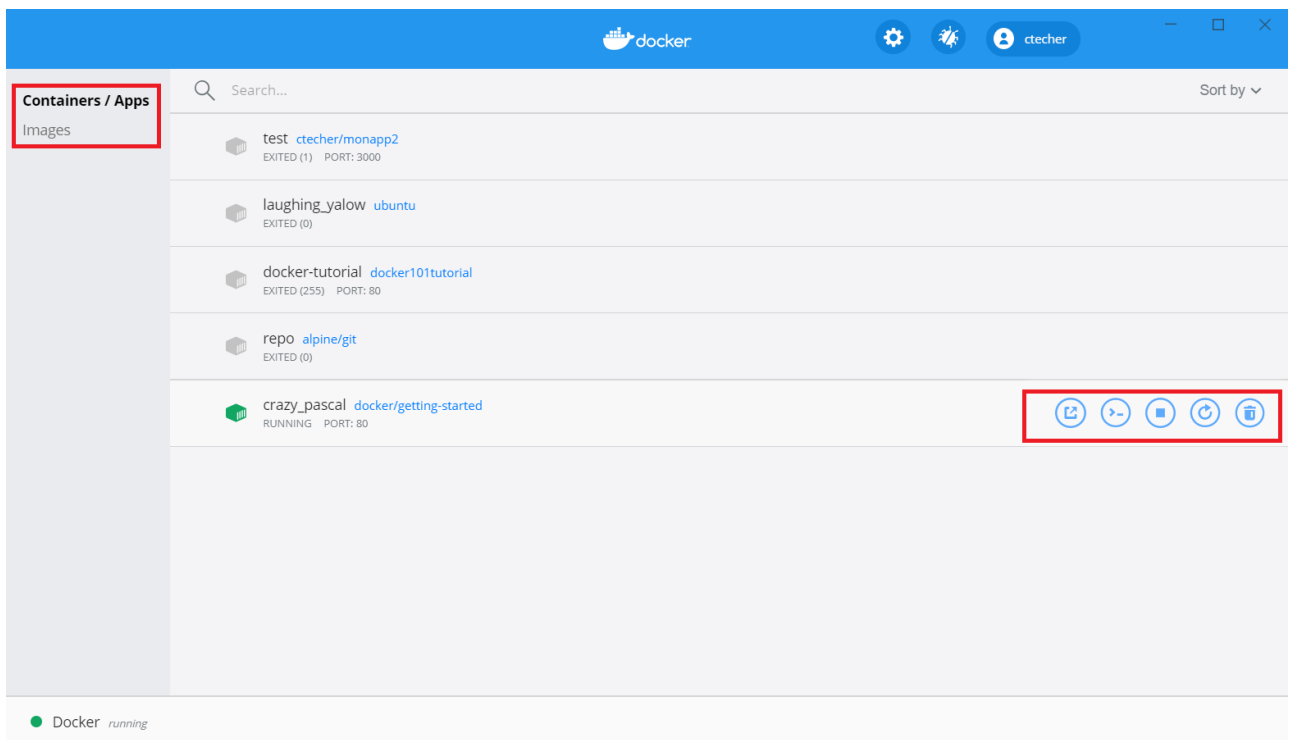 docker
ctecher
Containers / Apps
Images
Search...
Sort by
test ctecher/monapp2
EXITED (1) PORT: 3000
laughing_yalow ubuntu
EXITED (0)
docker-tutorial docker101tutorial
EXITED (255) PORT: 80
repo alpine/git
EXITED (0)
crazy_pascal docker/getting-started
RUNNING PORT: 80
Docker running